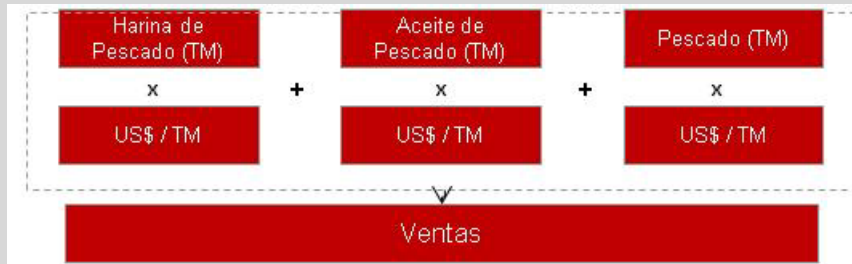 Harina de
Pescado (TM)
Aceite de
Pescado (TM)
Pescado (TM)
x + x + x
US$ / TM
US$ / TM
US$ / TM
Ventas